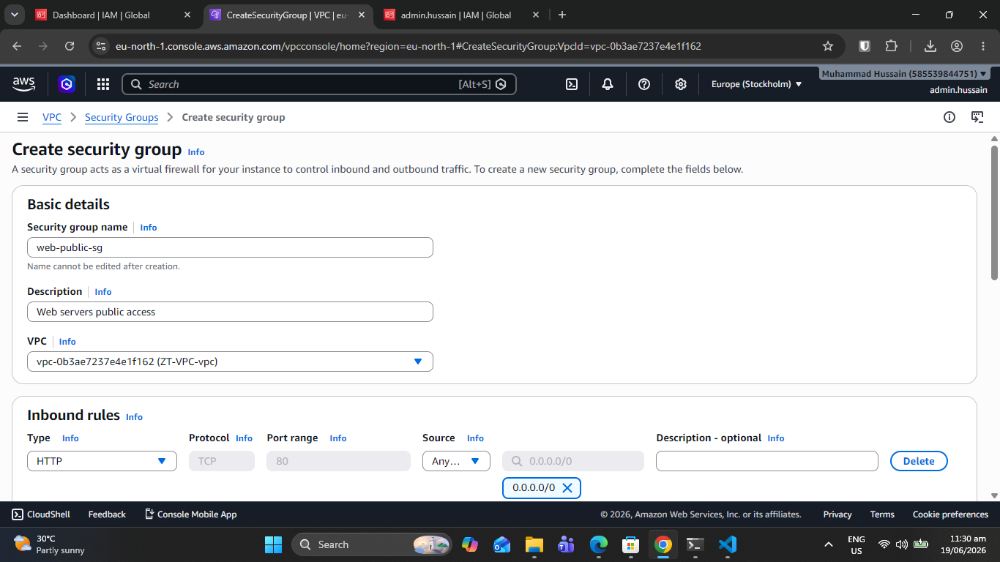 Dashboard | IAM | Global
CreateSecurityGroup | VPC | eu-
admin.hussain | IAM | Global
eu-north-1.console.aws.amazon.com/vpcconsole/home?region=eu-north-1#CreateSecurityGroup:VpcId=vpc-0b3ae7237e4e1f162
aws
Search
[Alt+S]
Europe (Stockholm)
Muhammad Hussain (585539844751)
admin.hussain
VPC
Security Groups
Create security group
Create security group Info
A security group acts as a virtual firewall for your instance to control inbound and outbound traffic. To create a new security group, complete the fields below.
Basic details
Security group name Info
web-public-sg
Name cannot be edited after creation.
Description Info
Web servers public access
VPC Info
vpc-0b3ae7237e4e1f162 (ZT-VPC-vpc)
Inbound rules Info
Type Info Protocol Info Port range Info Source Info Description - optional Info
HTTP TCP 80 Any... 0.0.0.0/0 Delete
0.0.0.0/0
CloudShell Feedback Console Mobile App © 2026, Amazon Web Services, Inc. or its affiliates. Privacy Terms Cookie preferences
30°C
Partly sunny
Search
ENG
US
11:30 am
19/06/2026